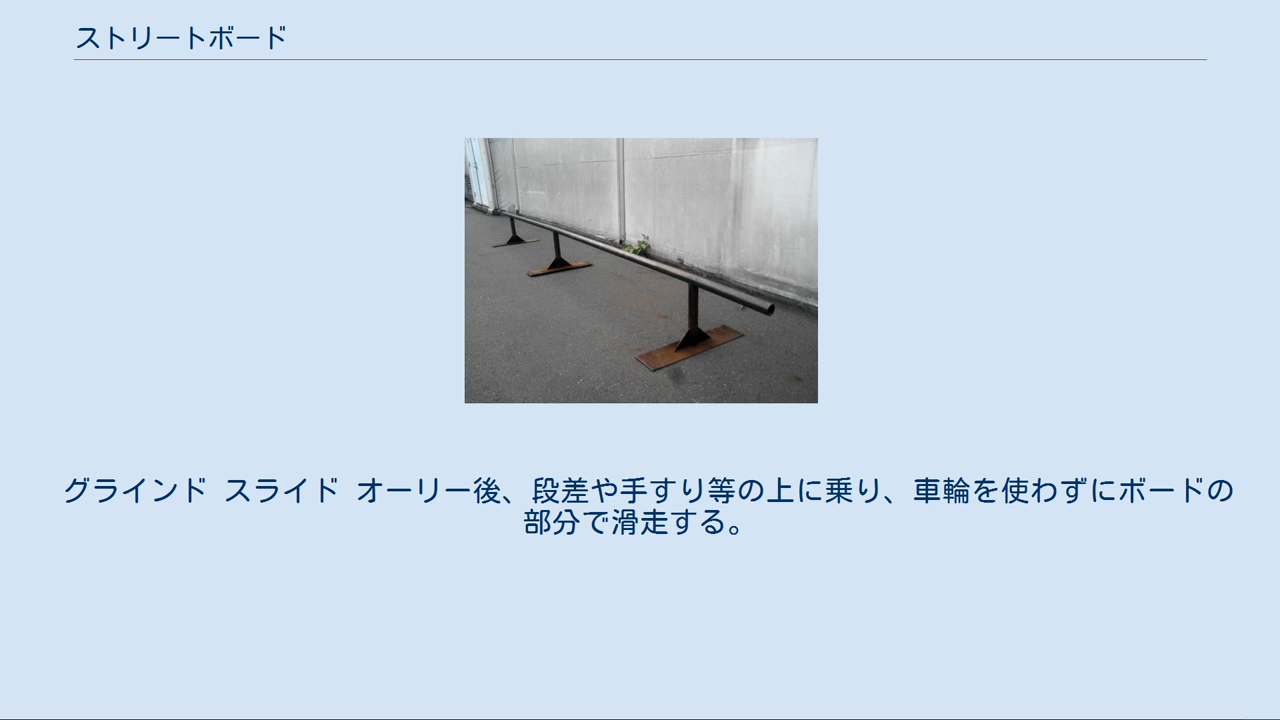 ストリートボード
グラインド スライド オーリー後、段差や手すり等の上に乗り、車輪を使わずにボードの
部分で滑走する。